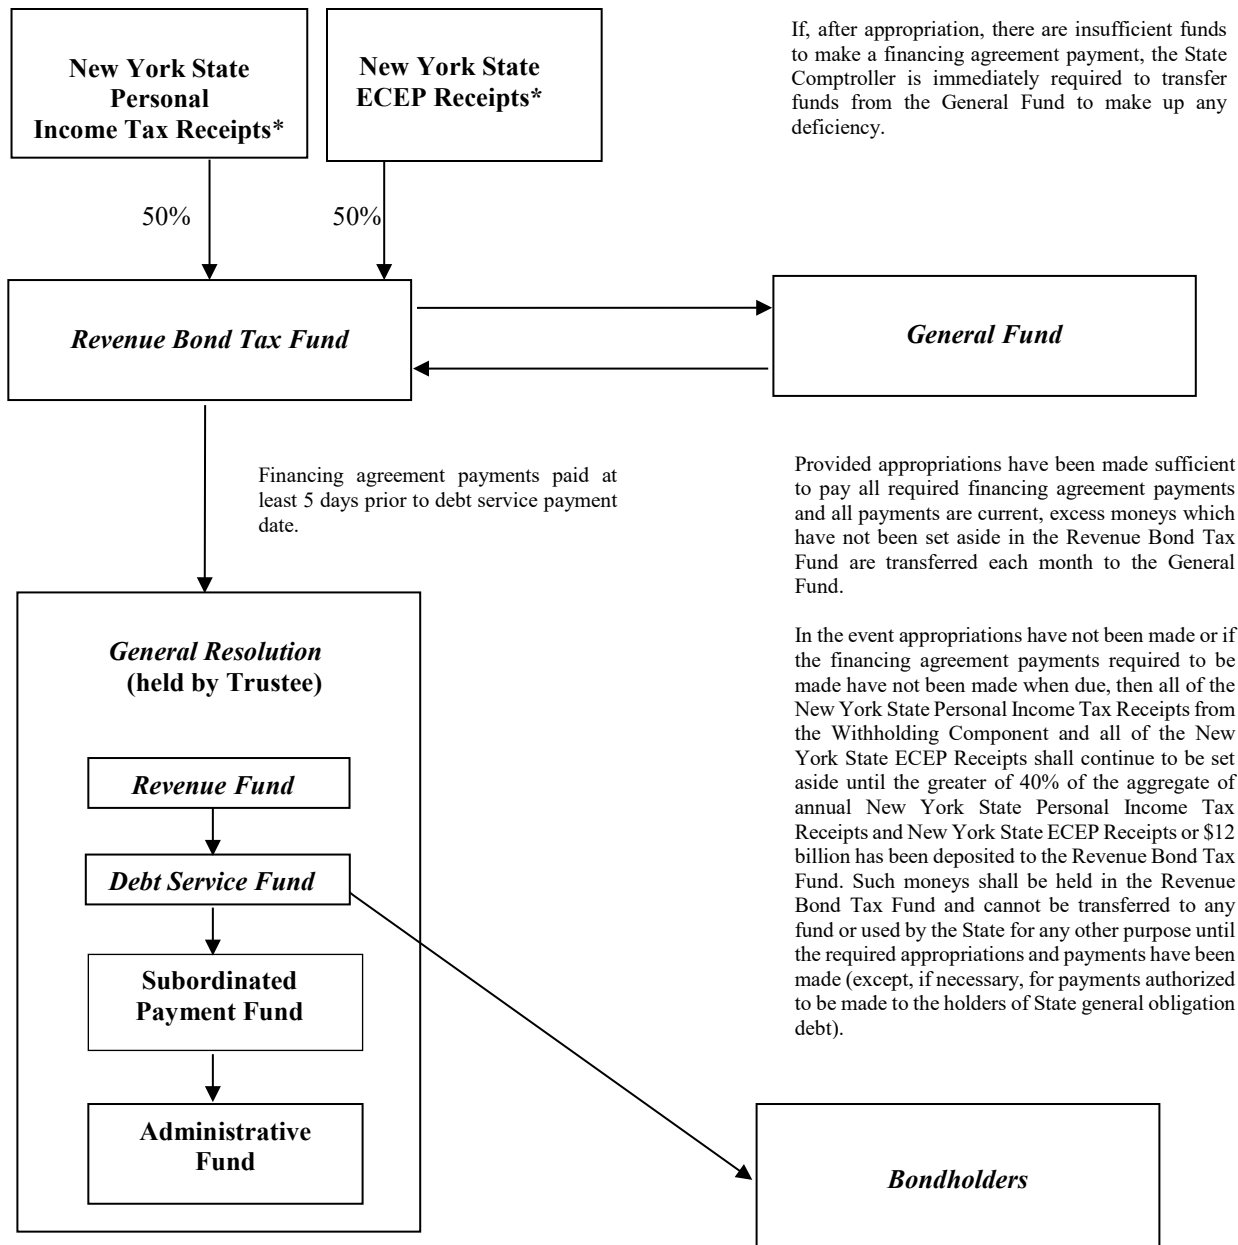 New York State
Personal
Income Tax Receipts*
New York State
ECEP Receipts*
If, after appropriation, there are insufficient funds
to make a financing agreement payment, the State
Comptroller is immediately required to transfer
funds from the General Fund to make up any
deficiency.
50%
50%
Revenue Bond Tax Fund
General Fund
Financing agreement payments paid at
least 5 days prior to debt service payment
date.
Provided appropriations have been made sufficient
to pay all required financing agreement payments
and all payments are current, excess moneys which
have not been set aside in the Revenue Bond Tax
Fund are transferred each month to the General
Fund.
In the event appropriations have not been made or if
the financing agreement payments required to be
made have not been made when due, then all of the
New York State Personal Income Tax Receipts from
the Withholding Component and all of the New
York State ECEP Receipts shall continue to be set
aside until the greater of 40% of the aggregate of
annual New York State Personal Income Tax
Receipts and New York State ECEP Receipts or $12
billion has been deposited to the Revenue Bond Tax
Fund. Such moneys shall be held in the Revenue
Bond Tax Fund and cannot be transferred to any
fund or used by the State for any other purpose until
the required appropriations and payments have been
made (except, if necessary, for payments authorized
to be made to the holders of State general obligation
debt).
General Resolution
(held by Trustee)
Revenue Fund
Debt Service Fund
Subordinated
Payment Fund
Administrative
Fund
Bondholders